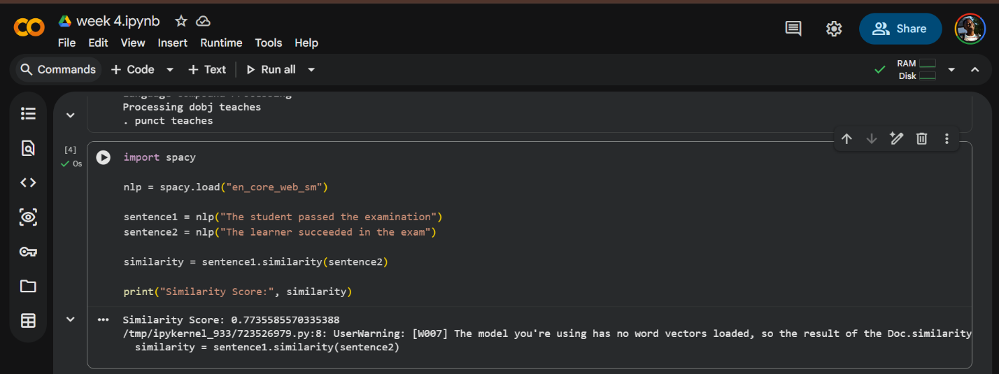 week 4.ipynb
File Edit View Insert Runtime Tools Help
Share
Commands + Code + Text Run all
RAM
Disk
Language compound Processing
Processing dobj teaches
. punct teaches
[4]
0s
import spacy
nlp = spacy.load("en_core_web_sm")
sentence1 = nlp("The student passed the examination")
sentence2 = nlp("The learner succeeded in the exam")
similarity = sentence1.similarity(sentence2)
print("Similarity Score:", similarity)
Similarity Score: 0.7735585570335388
/tmp/ipykernel_933/723526979.py:8: UserWarning: [W007] The model you're using has no word vectors loaded, so the result of the Doc.similarity
similarity = sentence1.similarity(sentence2)